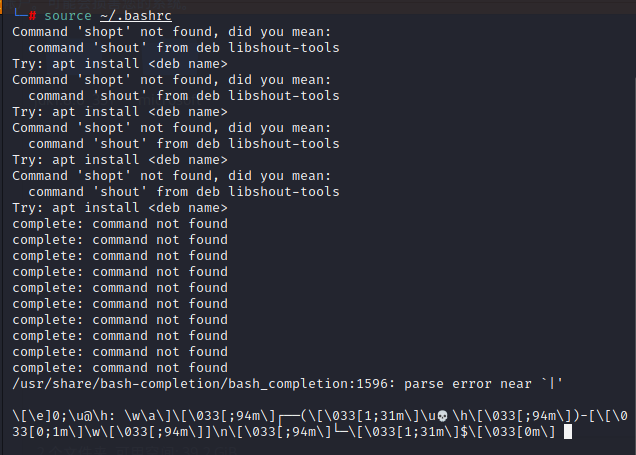 └─# source ~/.bashrc
Command 'shopt' not found, did you mean:
  command 'shout' from deb libshout-tools
Try: apt install <deb name>
Command 'shopt' not found, did you mean:
  command 'shout' from deb libshout-tools
Try: apt install <deb name>
Command 'shopt' not found, did you mean:
  command 'shout' from deb libshout-tools
Try: apt install <deb name>
Command 'shopt' not found, did you mean:
  command 'shout' from deb libshout-tools
Try: apt install <deb name>
complete: command not found
complete: command not found
complete: command not found
complete: command not found
complete: command not found
complete: command not found
complete: command not found
complete: command not found
complete: command not found
complete: command not found
/usr/share/bash-completion/bash_completion:1596: parse error near `|'
\[\e]0;\u@\h: \w\a\]\[\033[;94m\]┌──(\[\033[1;31m\]\u💀\h\[\033[;94m\])-[\[\0
33[0;1m\]\w\[\033[;94m\]]\n\[\033[;94m\]└─\[\033[1;31m\]$\[\033[0m\]